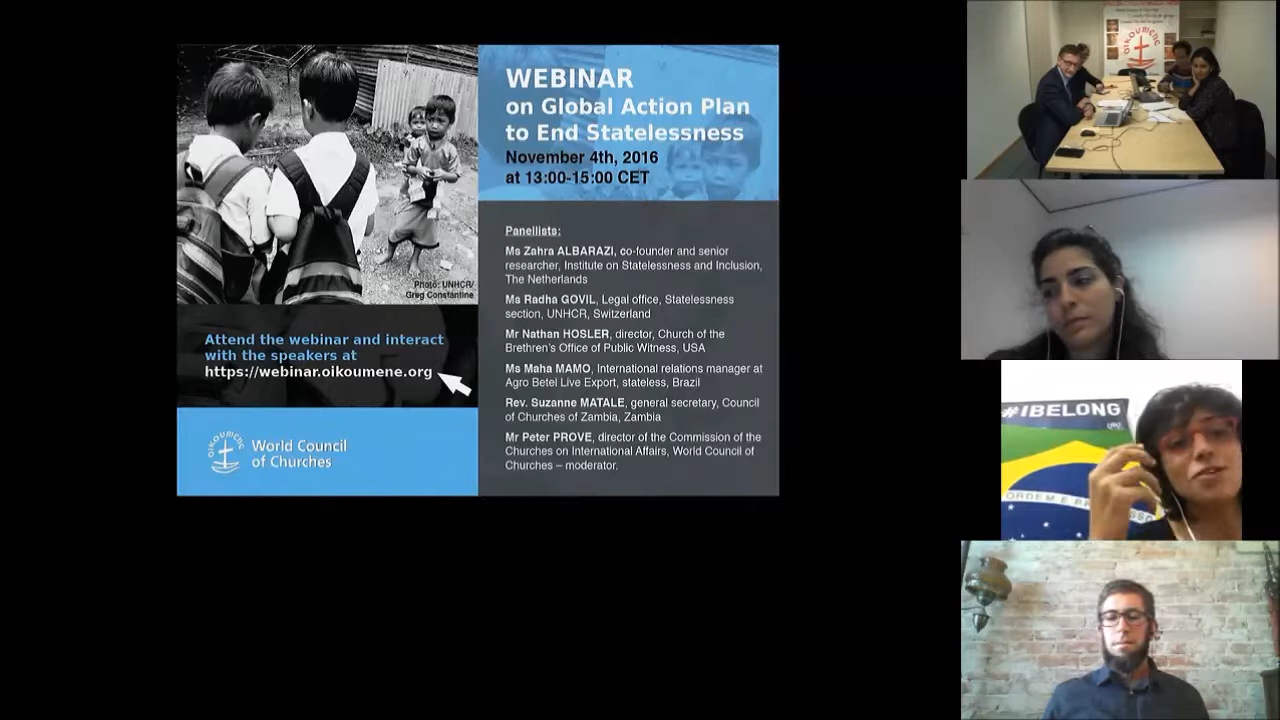 WEBINAR
on Global Action Plan
to End Statelessness
November 4th, 2016
at 13:00-15:00 CET
Photo: UNHCR/
Greg Constantine
Attend the webinar and interact
with the speakers at
https://webinar.oikoumene.org
OIKOUMENE
World Council
of Churches
Panellists:
Ms Zahra ALBARAZI, co-founder and senior
researcher, Institute on Statelessness and Inclusion,
The Netherlands
Ms Radha GOVIL, Legal office, Statelessness
section, UNHCR, Switzerland
Mr Nathan HOSLER, director, Church of the
Brethren's Office of Public Witness, USA
Ms Maha MAMO, International relations manager at
Agro Betel Live Export, stateless, Brazil
Rev. Suzanne MATALE, general secretary, Council
of Churches of Zambia, Zambia
Mr Peter PROVE, director of the Commission of the
Churches on International Affairs, World Council of
Churches – moderator.
OIKOUMENE
#IBELONG
ORDEM E P
SSO